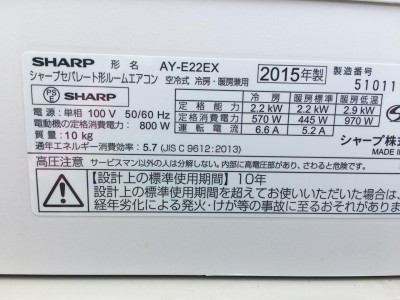 SHARP 形名 AY-E22EX
シャープセパレート形ルームエアコン 空冷式 冷房・暖房兼用 2015年製 製造番号
51011
PS E SHARP
電源:単相 100 V 50/60 Hz
電動機の定格消費電力: 800 W
質量:10 kg
冷房 暖房標準 暖房低温
定格能力 2.2 kW 2.2 kW 2.9 kW
定格消費電力 570 W 445 W 970 W
運転電流 6.6 A 5.2 A
通年エネルギー消費効率: 5.7 (JIS C 9612:2013)
シャープ株式
MADE IN
高圧注意 サービスマン以外の人は分解しない。内部に高電圧部があり、さわると危険です。
【設計上の標準使用期間】10年
設計上の標準使用期間を超えてお使いいただいた場合は、
経年劣化による発火・けが等の事故に至るおそれがありま